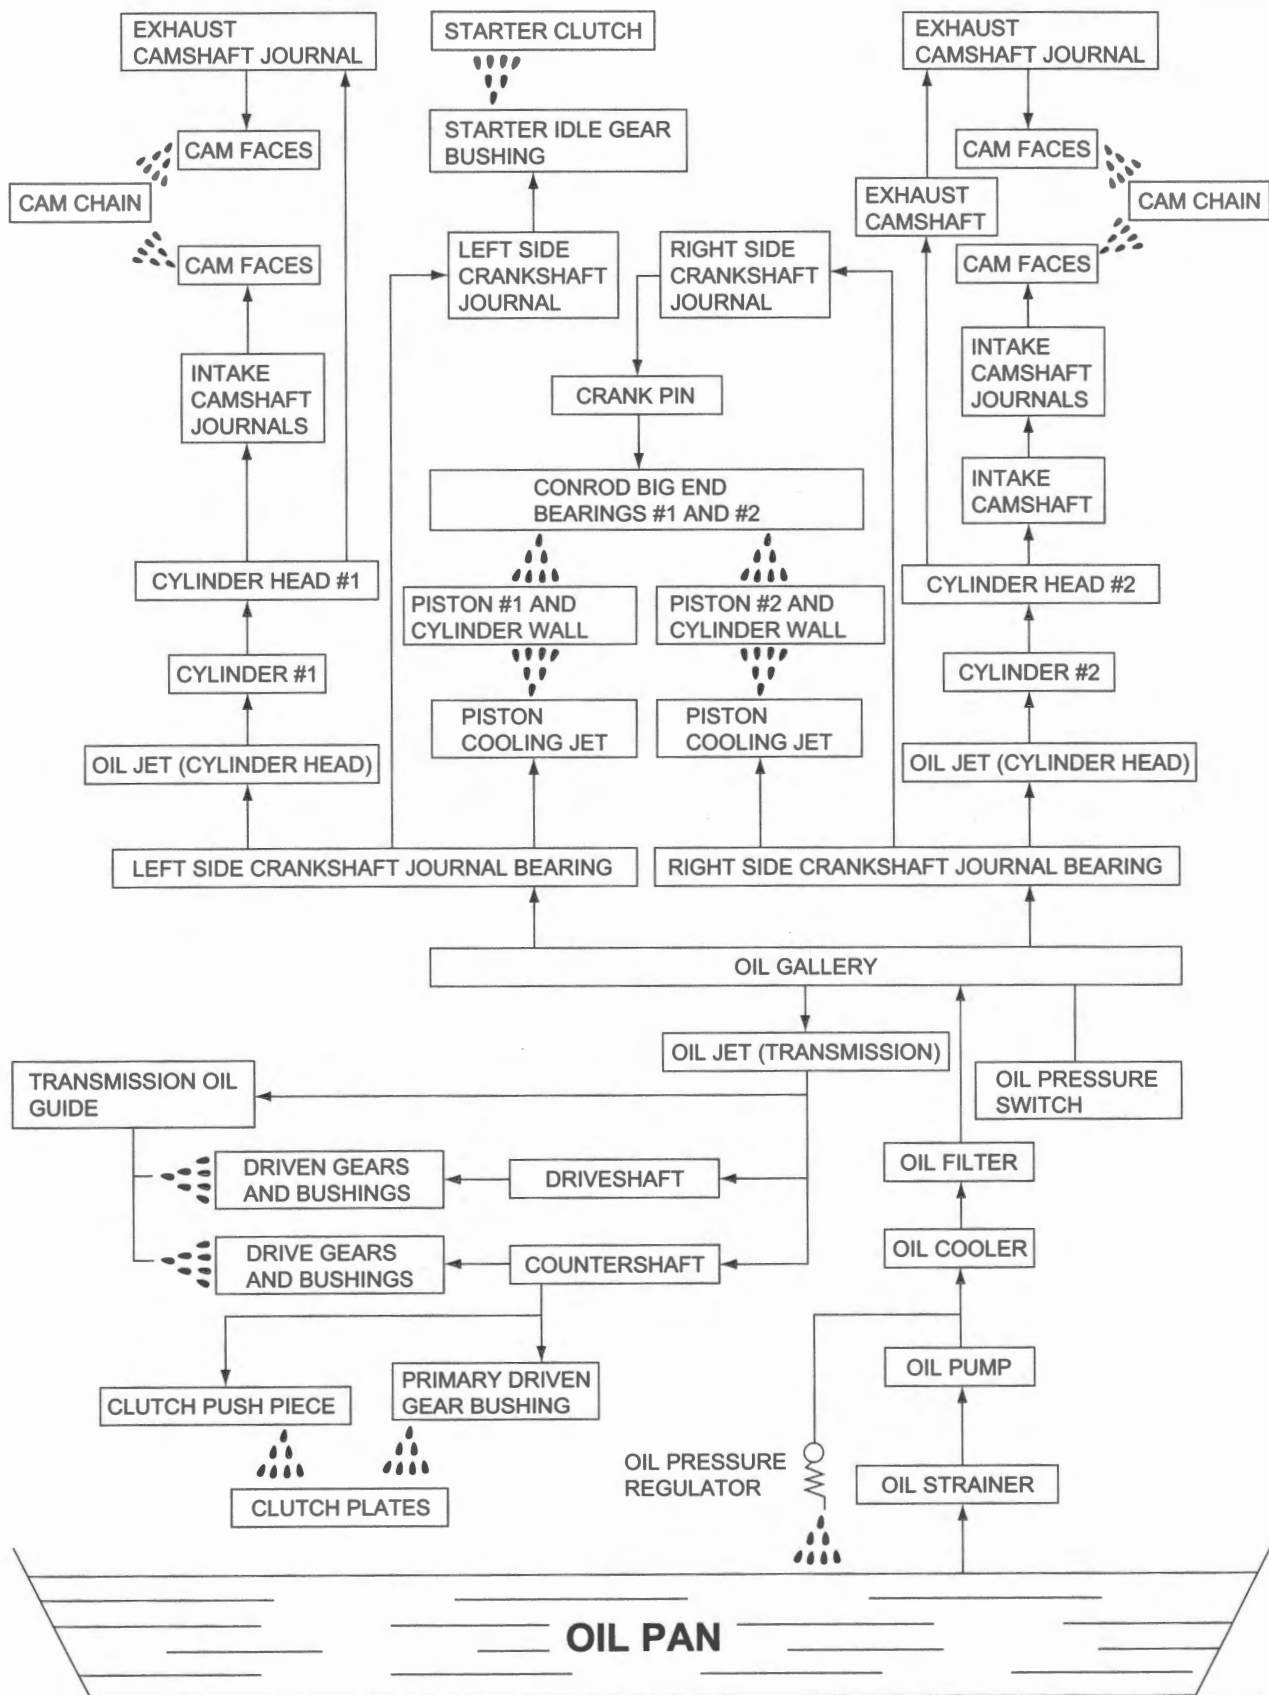 EXHAUST
CAMSHAFT JOURNAL
STARTER CLUTCH
EXHAUST
CAMSHAFT JOURNAL
CAM FACES
STARTER IDLE GEAR
BUSHING
CAM FACES
CAM CHAIN
EXHAUST
CAMSHAFT
CAM CHAIN
CAM FACES
LEFT SIDE
CRANKSHAFT
JOURNAL
RIGHT SIDE
CRANKSHAFT
JOURNAL
CAM FACES
INTAKE
CAMSHAFT
JOURNALS
CRANK PIN
INTAKE
CAMSHAFT
JOURNALS
CONROD BIG END
BEARINGS #1 AND #2
INTAKE
CAMSHAFT
CYLINDER HEAD #1
PISTON #1 AND
CYLINDER WALL
PISTON #2 AND
CYLINDER WALL
CYLINDER HEAD #2
CYLINDER #1
CYLINDER #2
PISTON
COOLING JET
PISTON
COOLING JET
OIL JET (CYLINDER HEAD)
OIL JET (CYLINDER HEAD)
LEFT SIDE CRANKSHAFT JOURNAL BEARING
RIGHT SIDE CRANKSHAFT JOURNAL BEARING
OIL GALLERY
OIL JET (TRANSMISSION)
TRANSMISSION OIL
GUIDE
OIL PRESSURE
SWITCH
DRIVEN GEARS
AND BUSHINGS
DRIVESHAFT
OIL FILTER
DRIVE GEARS
AND BUSHINGS
COUNTERSHAFT
OIL COOLER
CLUTCH PUSH PIECE
PRIMARY DRIVEN
GEAR BUSHING
OIL PUMP
OIL PRESSURE
REGULATOR
OIL STRAINER
CLUTCH PLATES
OIL PAN